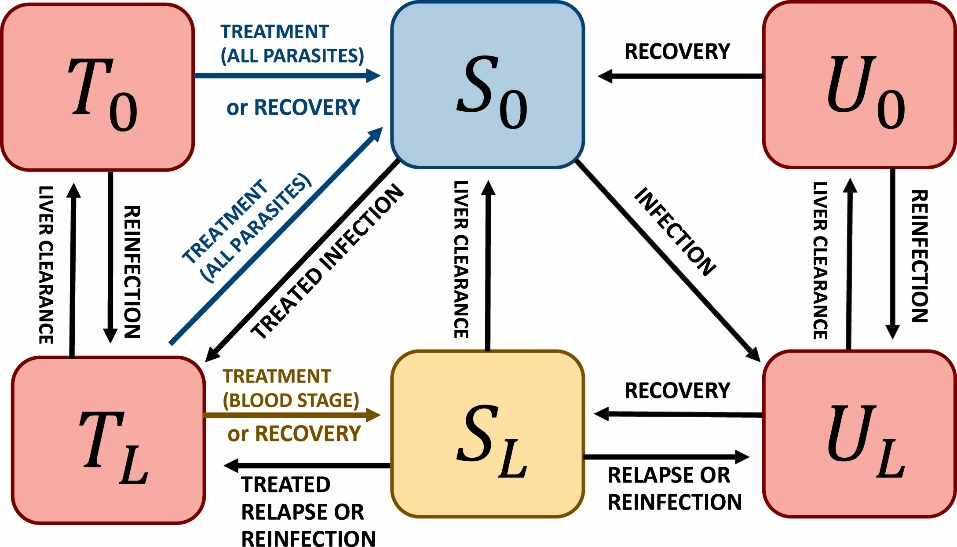 TREATMENT
(ALL PARASITES)
or RECOVERY
RECOVERY
T0
S0
U0
LIVER CLEARANCE
REINFECTION
TREATMENT
(ALL PARASITES)
TREATED INFECTION
LIVER CLEARANCE
INFECTION
LIVER CLEARANCE
REINFECTION
TREATMENT
(BLOOD STAGE)
or RECOVERY
RECOVERY
TL
SL
UL
TREATED
RELAPSE OR
REINFECTION
RELAPSE OR
REINFECTION